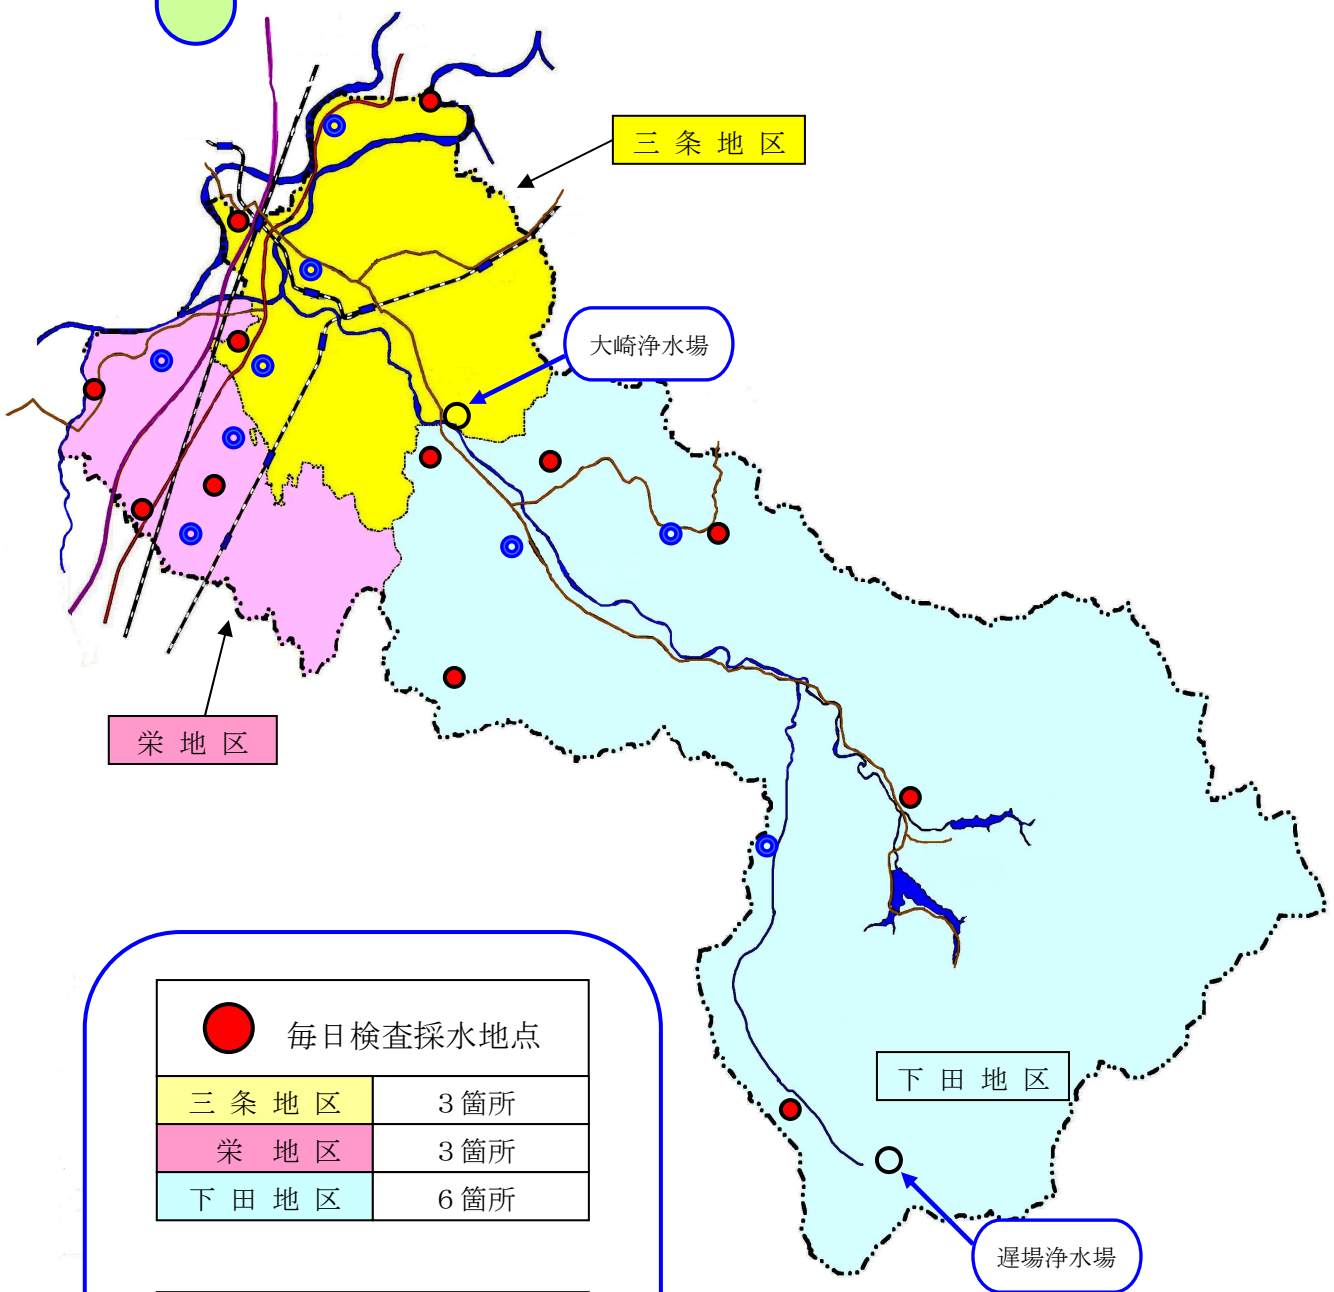 三条地区
大崎浄水場
栄地区
毎日検査採水地点
三条地区 3箇所
栄地区 3箇所
下田地区 6箇所
下田地区
遅場浄水場